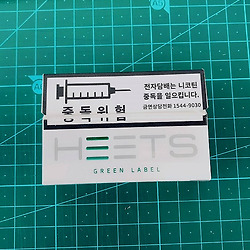 전자담배는 니코틴
중독을 일으킵니다.
중독위험
금연상담전화 1544-9030
HEETS
GREEN LABEL